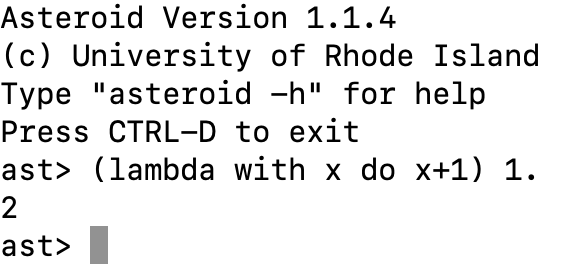 Asteroid Version 1.1.4
(c) University of Rhode Island
Type "asteroid -h" for help
Press CTRL-D to exit
ast> (lambda with x do x+1) 1.
2
ast>